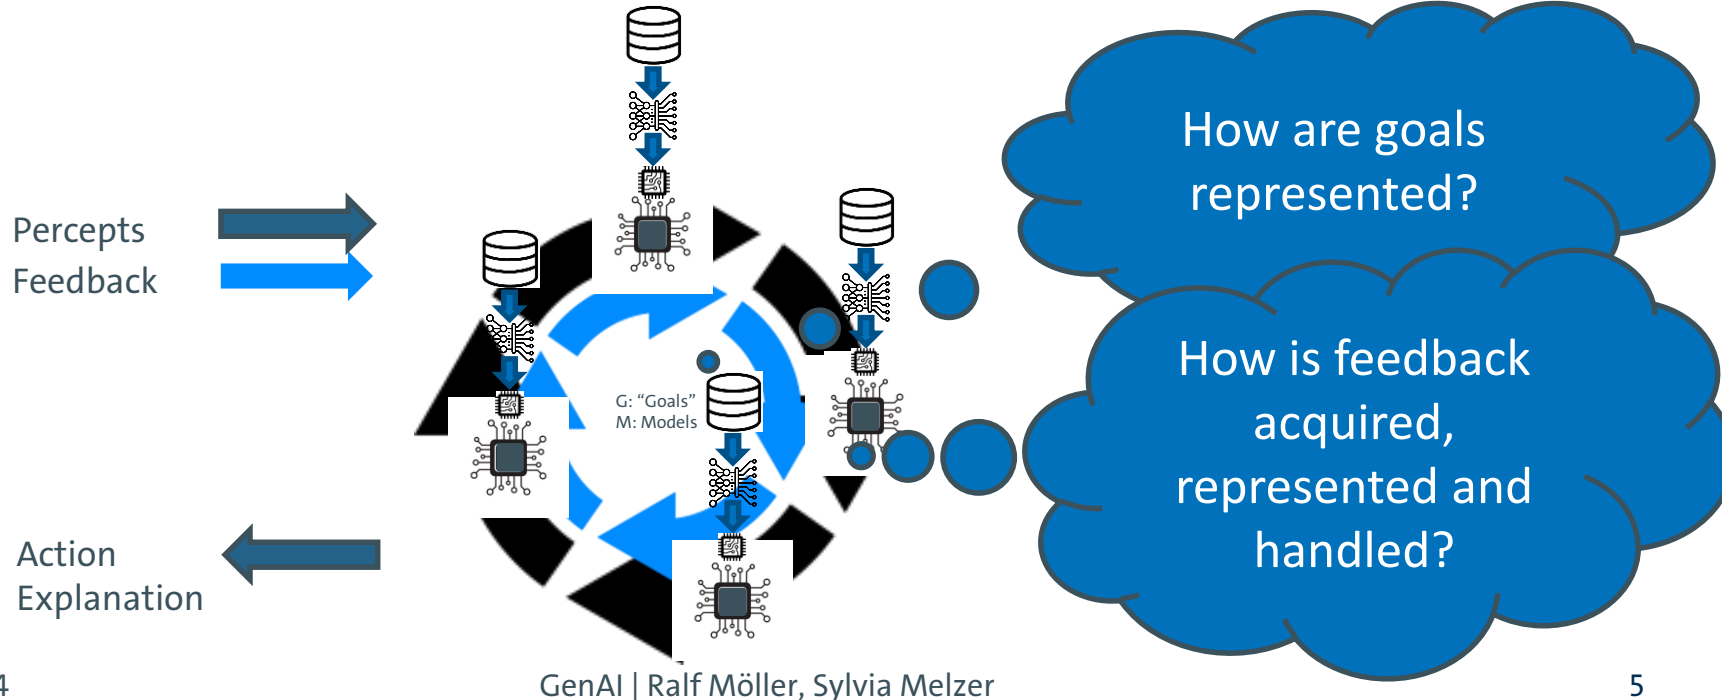 Percepts
Feedback
Action
Explanation
G: “Goals”
M: Models
How are goals
represented?
How is feedback
acquired,
represented and
handled?
4
GenAI | Ralf Möller, Sylvia Melzer
5